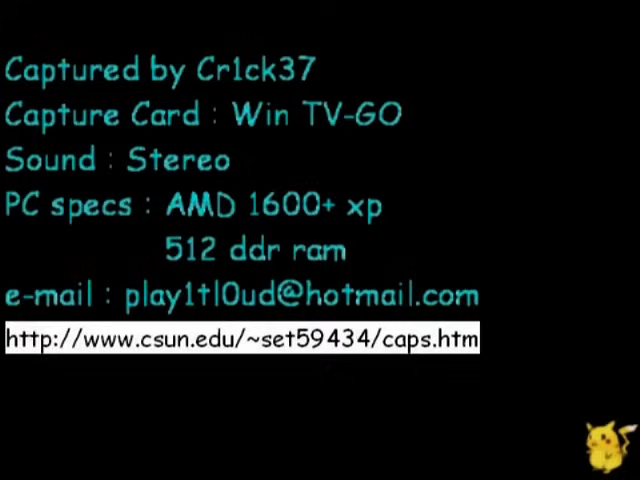 Captured by Cr1ck37
Capture Card : Win TV-GO
Sound : Stereo
PC specs : AMD 1600+ xp
512 ddr ram
e-mail : play1tl0ud@hotmail.com
http://www.csun.edu/~set59434/caps.htm